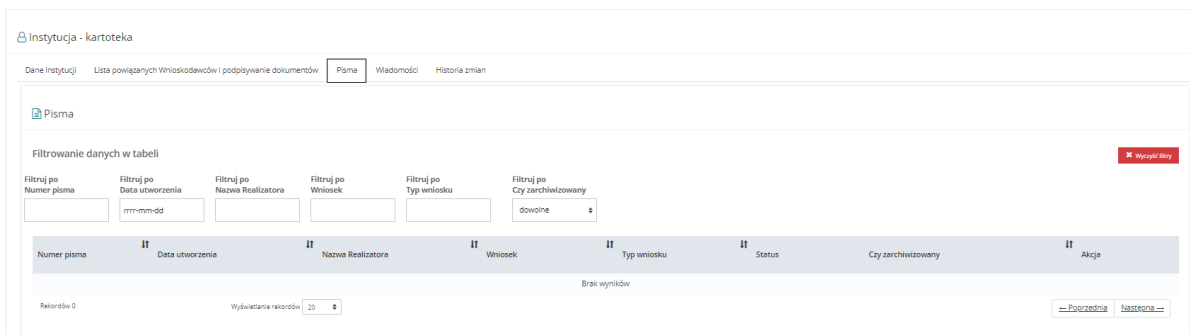 Instytucja - kartoteka
Dane instytucji Lista powiązanych Wnioskodawców i podpisywanie dokumentów Pisma Wiadomości Historia zmian
Pisma
Filtrowanie danych w tabeli
✖ Wyczyść filtry
Filtruj po Numer pisma
Filtruj po Data utworzenia
Filtruj po Nazwa Realizatora
Filtruj po Wniosek
Filtruj po Typ wniosku
Filtruj po Czy zarchiwizowany
rrrr-mm-dd
dowolne
Numer pisma Data utworzenia Nazwa Realizatora Wniosek Typ wniosku Status Czy zarchiwizowany Akcja
Brak wyników
Rekordów 0 Wyświetlanie rekordów 20 ← Poprzednia Następna →